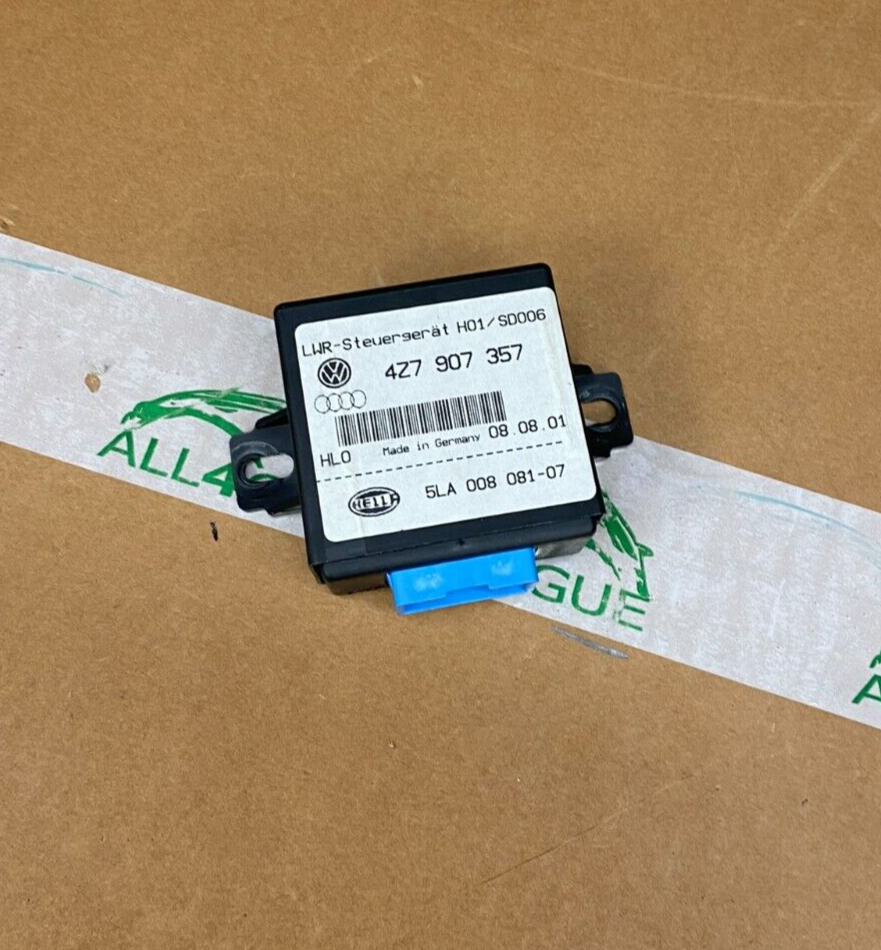 LWR-Steuergerät H01/SD006
4Z7 907 357
HLO
Made in Germany 08.08.01
HELLA
5LA 008 081-07
ALL4
GUE
A